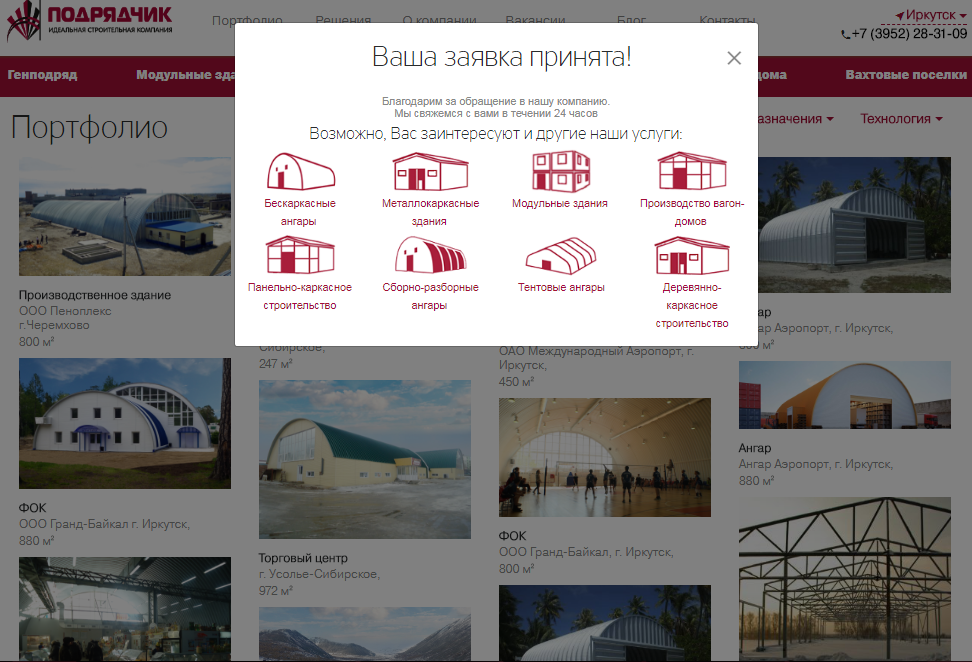 ПОДРЯДЧИК
ИДЕАЛЬНАЯ СТРОИТЕЛЬНАЯ КОМПАНИЯ
Портфолио Решения О компании Вакансии Блог Контакты
Иркутск
+7 (3952) 28-31-09
Генподряд
Модульные зда
дома
Вахтовые поселки
Ваша заявка принята!
Благодарим за обращение в нашу компанию.
Мы свяжемся с вами в течении 24 часов
Возможно, Вас заинтересуют и другие наши услуги:
Бескаркасные
ангары
Металлокаркасные
здания
Модульные здания
Производство вагон-
домов
Панельно-каркасное
строительство
Сборно-разборные
ангары
Тентовые ангары
Деревянно-
каркасное
строительство
Портфолио
азначения
Технология
Производственное здание
ООО Пеноплекс
г.Черемхово
800 м²
ФОК
ООО Гранд-Байкал г. Иркутск,
880 м²
Сибирское,
247 м²
Торговый центр
г. Усолье-Сибирское,
972 м²
ОАО Международный Аэропорт, г.
Иркутск,
450 м²
ФОК
ООО Гранд-Байкал, г. Иркутск,
800 м²
ар
ар Аэропорт, г. Иркутск,
м²
Ангар
Ангар Аэропорт, г. Иркутск,
880 м²